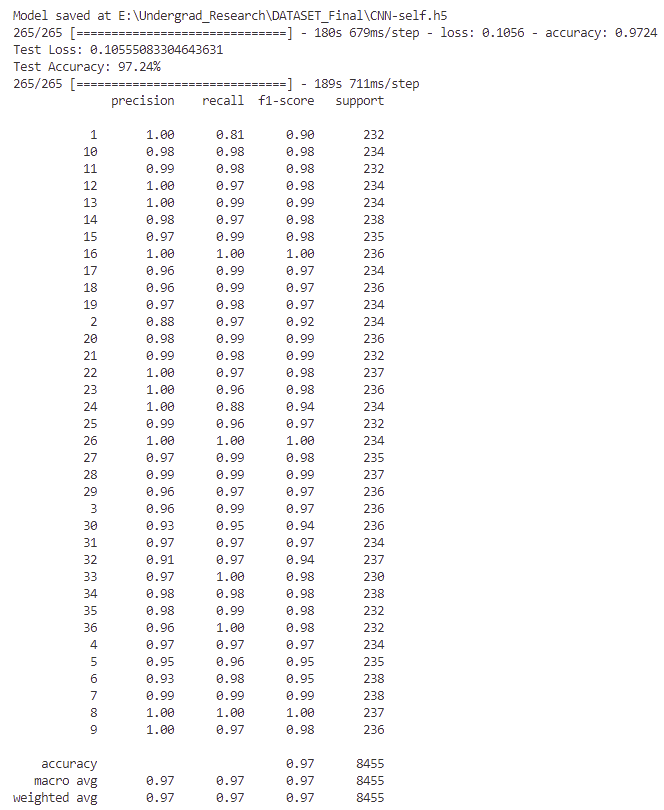 Model saved at E:\Undergrad_Research\DATASET_Final\CNN-self.h5
265/265 [==============================] - 180s 679ms/step - loss: 0.1056 - accuracy: 0.9724
Test Loss: 0.10555083304643631
Test Accuracy: 97.24%
265/265 [==============================] - 189s 711ms/step
precision recall f1-score support
1 1.00 0.81 0.90 232
10 0.98 0.98 0.98 234
11 0.99 0.98 0.98 232
12 1.00 0.97 0.98 234
13 1.00 0.99 0.99 234
14 0.98 0.97 0.98 238
15 0.97 0.99 0.98 235
16 1.00 1.00 1.00 236
17 0.96 0.99 0.97 234
18 0.96 0.99 0.97 236
19 0.97 0.98 0.97 234
2 0.88 0.97 0.92 234
20 0.98 0.99 0.99 236
21 0.99 0.98 0.99 232
22 1.00 0.97 0.98 237
23 1.00 0.96 0.98 236
24 1.00 0.88 0.94 234
25 0.99 0.96 0.97 232
26 1.00 1.00 1.00 234
27 0.97 0.99 0.98 235
28 0.99 0.99 0.99 237
29 0.96 0.97 0.97 236
3 0.96 0.99 0.97 236
30 0.93 0.95 0.94 236
31 0.97 0.97 0.97 234
32 0.91 0.97 0.94 237
33 0.97 1.00 0.98 230
34 0.98 0.98 0.98 238
35 0.98 0.99 0.98 232
36 0.96 1.00 0.98 232
4 0.97 0.97 0.97 234
5 0.95 0.96 0.95 235
6 0.93 0.98 0.95 238
7 0.99 0.99 0.99 238
8 1.00 1.00 1.00 237
9 1.00 0.97 0.98 236
accuracy 0.97 8455
macro avg 0.97 0.97 0.97 8455
weighted avg 0.97 0.97 0.97 8455